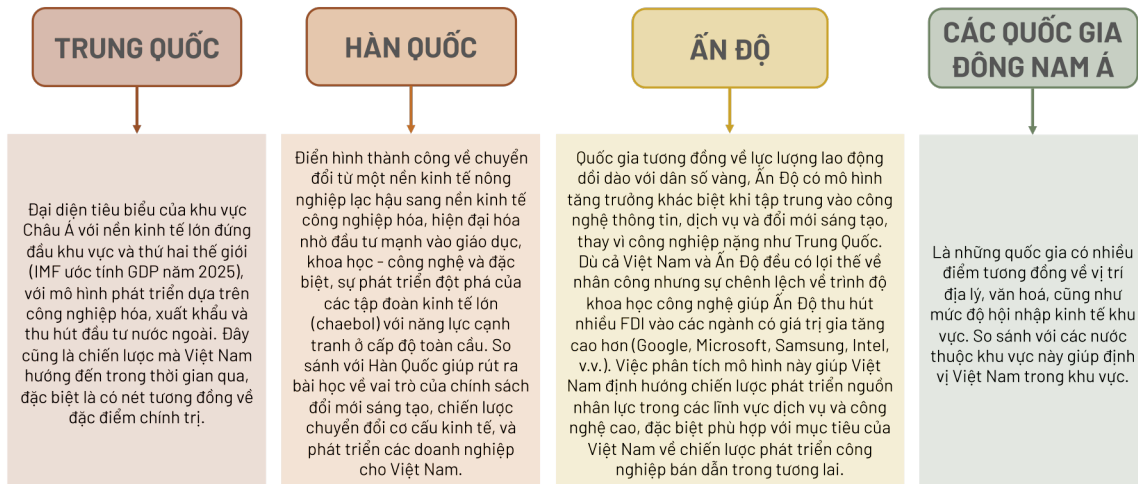 TRUNG QUỐC
Đại diện tiêu biểu của khu vực
Châu Á với nền kinh tế lớn đứng
đầu khu vực và thứ hai thế giới
(IMF ước tính GDP năm 2025),
với mô hình phát triển dựa trên
công nghiệp hóa, xuất khẩu và
thu hút đầu tư nước ngoài. Đây
cũng là chiến lược mà Việt Nam
hướng đến trong thời gian qua,
đặc biệt là có nét tương đồng về
đặc điểm chính trị.
HÀN QUỐC
Điển hình thành công về chuyển
đổi từ một nền kinh tế nông
nghiệp lạc hậu sang nền kinh tế
công nghiệp hóa, hiện đại hóa
nhờ đầu tư mạnh vào giáo dục,
khoa học - công nghệ và đặc
biệt, sự phát triển đột phá của
các tập đoàn kinh tế lớn
(chaebol) với năng lực cạnh
tranh ở cấp độ toàn cầu. So
sánh với Hàn Quốc giúp rút ra
bài học về vai trò của chính sách
đổi mới sáng tạo, chiến lược
chuyển đổi cơ cấu kinh tế, và
phát triển các doanh nghiệp
cho Việt Nam.
ẤN ĐỘ
Quốc gia tương đồng về lực lượng lao động
dồi dào với dân số vàng, Ấn Độ có mô hình
tăng trưởng khác biệt khi tập trung vào công
nghệ thông tin, dịch vụ và đổi mới sáng tạo,
thay vì công nghiệp nặng như Trung Quốc.
Dù cả Việt Nam và Ấn Độ đều có lợi thế về
nhân công nhưng sự chênh lệch về trình độ
khoa học công nghệ giúp Ấn Độ thu hút
nhiều FDI vào các ngành có giá trị gia tăng
cao hơn (Google, Microsoft, Samsung, Intel,
v.v.). Việc phân tích mô hình này giúp Việt
Nam định hướng chiến lược phát triển nguồn
nhân lực trong các lĩnh vực dịch vụ và công
nghệ cao, đặc biệt phù hợp với mục tiêu của
Việt Nam về chiến lược phát triển công
nghiệp bán dẫn trong tương lai.
CÁC QUỐC GIA
ĐÔNG NAM Á
Là những quốc gia có nhiều
điểm tương đồng về vị trí
địa lý, văn hoá, cũng như
mức độ hội nhập kinh tế khu
vực. So sánh với các nước
thuộc khu vực này giúp định
vị Việt Nam trong khu vực.